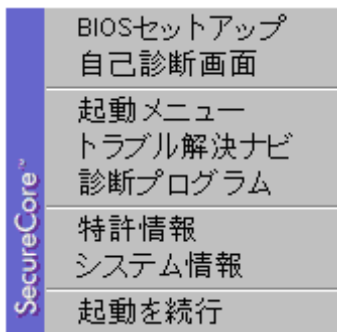 BIOSセットアップ
自己診断画面
起動メニュー
トラブル解決ナビ
診断プログラム
特許情報
システム情報
起動を続行
SecureCore™